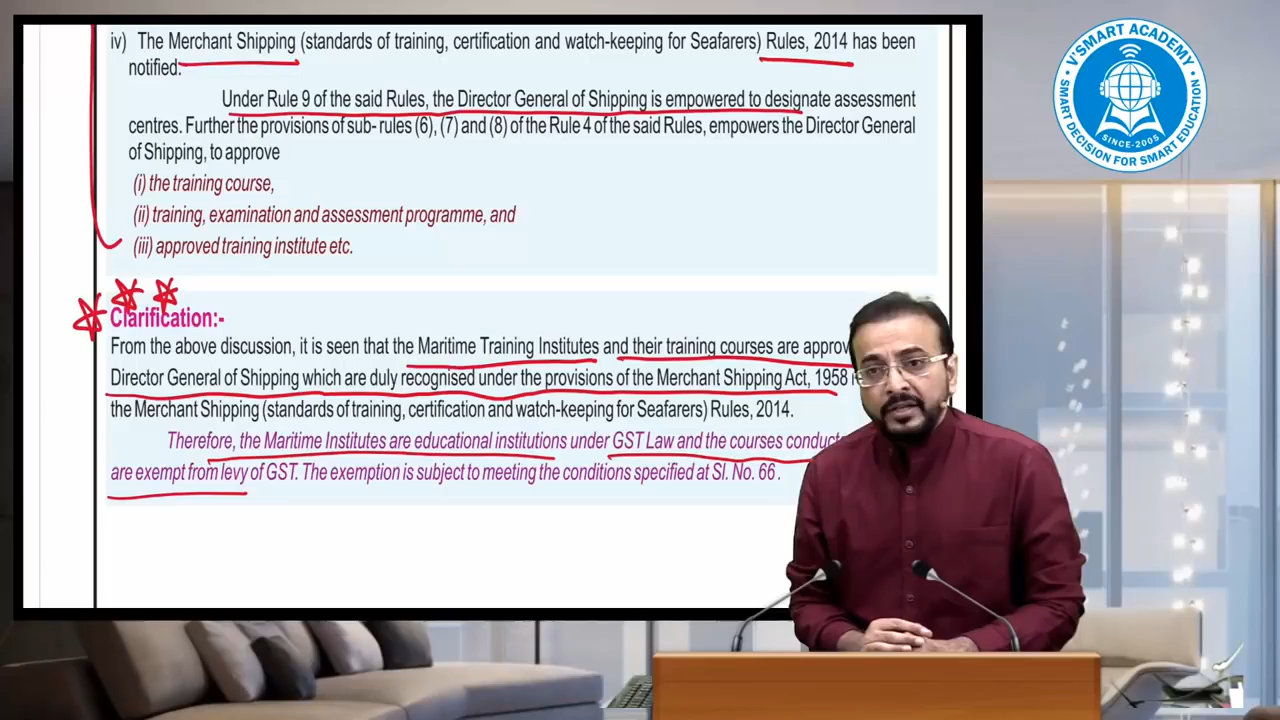 iv) The Merchant Shipping (standards of training, certification and watch-keeping for Seafarers) Rules, 2014 has been
notified:
Under Rule 9 of the said Rules, the Director General of Shipping is empowered to designate assessment
centres. Further the provisions of sub- rules (6), (7) and (8) of the Rule 4 of the said Rules, empowers the Director General
of Shipping, to approve
(i) the training course,
(ii) training, examination and assessment programme, and
(iii) approved training institute etc.
Clarification:-
From the above discussion, it is seen that the Maritime Training Institutes and their training courses are
Director General of Shipping which are duly recognised under the provisions of the Merchant Shipping Act, 1958
the Merchant Shipping (standards of training, certification and watch-keeping for Seafarers) Rules, 2014.
Therefore, the Maritime Institutes are educational institutions under GST Law and the courses
are exempt from levy of GST. The exemption is subject to meeting the conditions specified at Sl. No. 66.
V'SMART ACADEMY
SINCE-2005
SMART DECISION FOR SMART EDUCATION